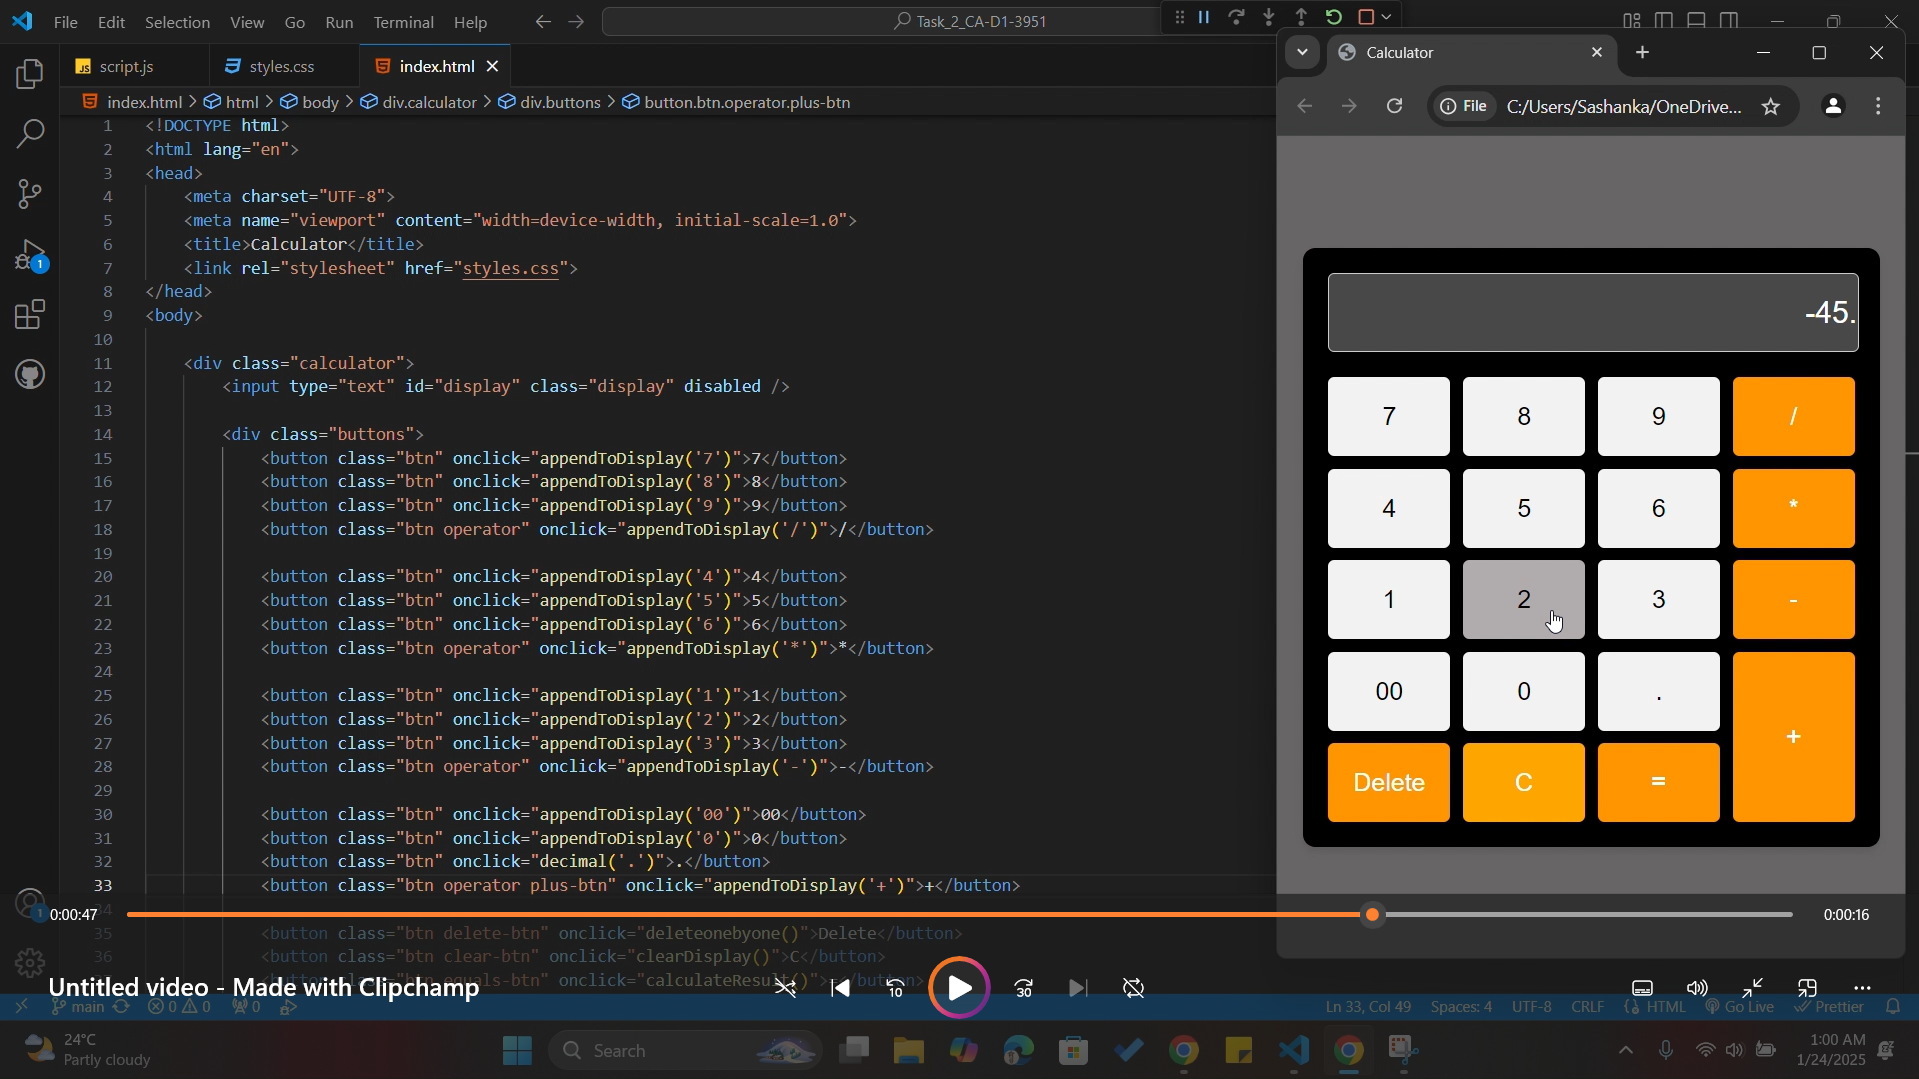 File Edit Selection View Go Run Terminal Help
Task_2_CA-D1-3951
JS script.js
styles.css
index.html
index.html > html > body > div.calculator > div.buttons > button.btn.operator.plus-btn
1 <!DOCTYPE html>
2 <html lang="en">
3 <head>
4 <meta charset="UTF-8">
5 <meta name="viewport" content="width=device-width, initial-scale=1.0">
6 <title>Calculator</title>
7 <link rel="stylesheet" href="styles.css">
8 </head>
9 <body>
10
11 <div class="calculator">
12 <input type="text" id="display" class="display" disabled />
13
14 <div class="buttons">
15 <button class="btn" onclick="appendToDisplay('7')">7</button>
16 <button class="btn" onclick="appendToDisplay('8')">8</button>
17 <button class="btn" onclick="appendToDisplay('9')">9</button>
18 <button class="btn operator" onclick="appendToDisplay('/')">/</button>
19
20 <button class="btn" onclick="appendToDisplay('4')">4</button>
21 <button class="btn" onclick="appendToDisplay('5')">5</button>
22 <button class="btn" onclick="appendToDisplay('6')">6</button>
23 <button class="btn operator" onclick="appendToDisplay('*')">*</button>
24
25 <button class="btn" onclick="appendToDisplay('1')">1</button>
26 <button class="btn" onclick="appendToDisplay('2')">2</button>
27 <button class="btn" onclick="appendToDisplay('3')">3</button>
28 <button class="btn operator" onclick="appendToDisplay('-')">-</button>
29
30 <button class="btn" onclick="appendToDisplay('00')">00</button>
31 <button class="btn" onclick="appendToDisplay('0')">0</button>
32 <button class="btn" onclick="decimal('.')">.</button>
33 <button class="btn operator plus-btn" onclick="appendToDisplay('+')">+</button>
34
35 <button class="btn delete-btn" onclick="deleteonebyone()">Delete</button>
36 <button class="btn clear-btn" onclick="clearDisplay()">C</button>
equals-btn" onclick="calculateResult()">=</button>
1
1
Calculator
File C:/Users/Sashanka/OneDrive...
-45.
7 8 9 /
4 5 6 *
1 2 3 -
00 0 . +
Delete C =
0:00:47
0:00:16
Untitled video - Made with Clipchamp
10
30
main 0 0 0
Ln 33, Col 49 Spaces: 4 UTF-8 CRLF {} HTML Go Live Prettier
24°C
Partly cloudy
Search
1:00 AM
1/24/2025